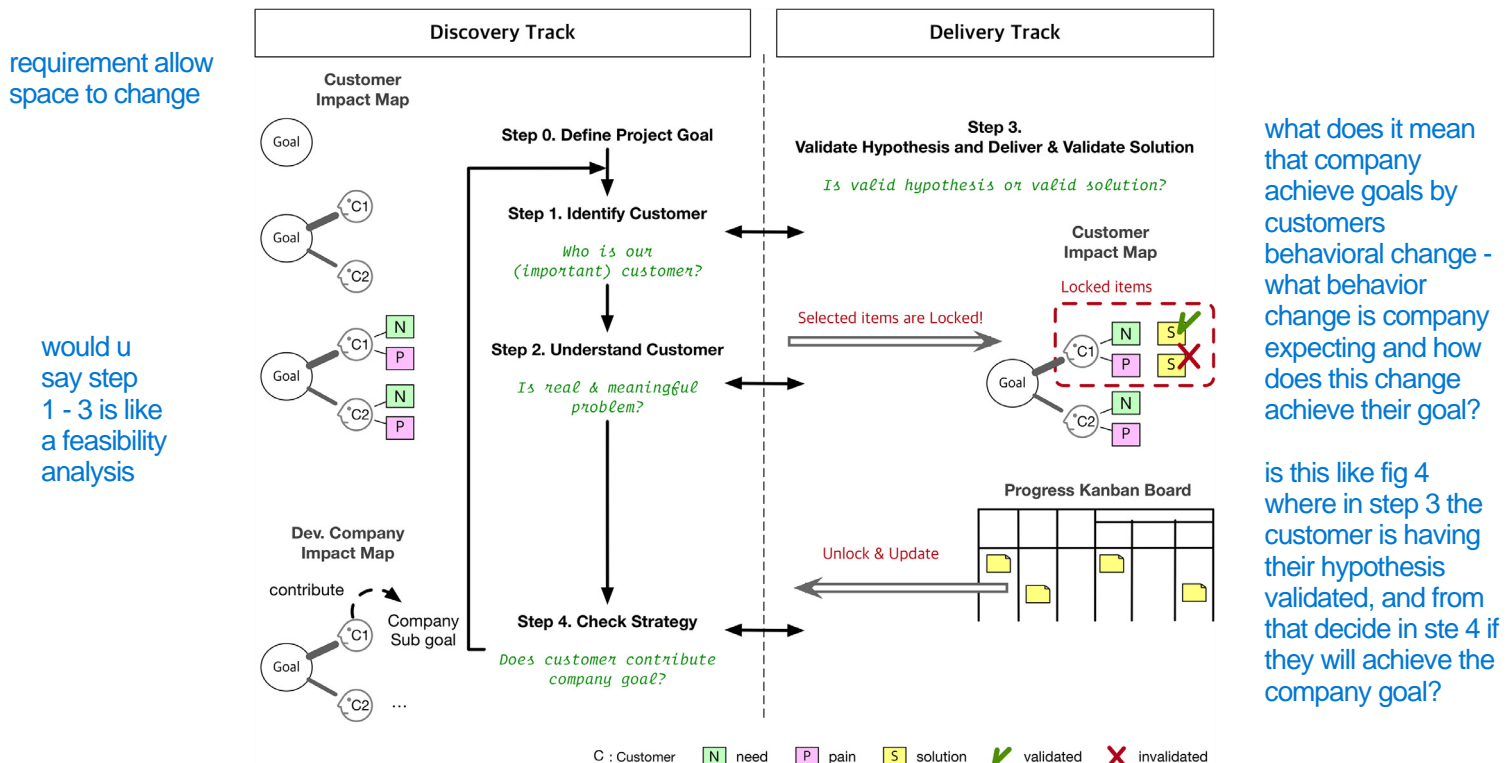 Discovery Track
Delivery Track
requirement allow
space to change
Customer
Impact Map
Goal
Step 0. Define Project Goal
Step 3.
Validate Hypothesis and Deliver & Validate Solution
Is valid hypothesis or valid solution?
what does it mean
that company
achieve goals by
customers
behavioral change -
what behavior
change is company
expecting and how
does this change
achieve their goal?
Goal
C1
C2
Step 1. Identify Customer
Who is our
(important) customer?
Customer
Impact Map
Locked items
Selected items are Locked!
would u
say step
1 - 3 is like
a feasibility
analysis
Goal
C1
N
P
C2
N
P
Step 2. Understand Customer
Is real & meaningful
problem?
Goal
C1
N
S
P
S
C2
N
P
is this like fig 4
where in step 3 the
customer is having
their hypothesis
validated, and from
that decide in ste 4 if
they will achieve the
company goal?
Progress Kanban Board
Unlock & Update
Dev. Company
Impact Map
contribute
Goal
C1
Company
Sub goal
C2
...
Step 4. Check Strategy
Does customer contribute
company goal?
C : Customer
N need
P pain
S solution
validated
invalidated